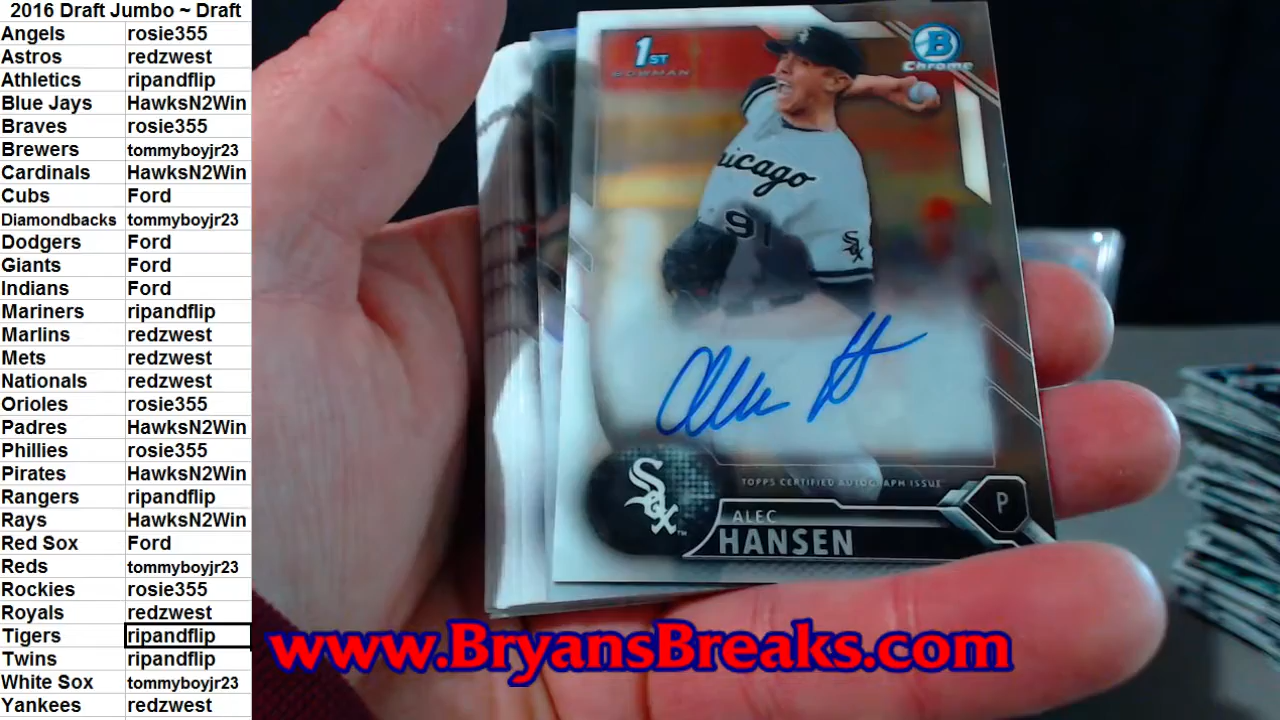 2016 Draft Jumbo ~ Draft
Angels rosie355
Astros redzwest
Athletics ripandflip
Blue Jays HawksN2Win
Braves rosie355
Brewers tommyboyjr23
Cardinals HawksN2Win
Cubs Ford
Diamondbacks tommyboyjr23
Dodgers Ford
Giants Ford
Indians Ford
Mariners ripandflip
Marlins redzwest
Mets redzwest
Nationals redzwest
Orioles rosie355
Padres HawksN2Win
Phillies rosie355
Pirates HawksN2Win
Rangers ripandflip
Rays HawksN2Win
Red Sox Ford
Reds tommyboyjr23
Rockies rosie355
Royals redzwest
Tigers ripandflip
Twins ripandflip
White Sox tommyboyjr23
Yankees redzwest
1ST
BOWMAN
B
Chrome
hicago
91
SOX
TOPPS CERTIFIED AUTOGRAPH ISSUE
SOX
TM
P
ALEC
HANSEN
www.BryansBreaks.com